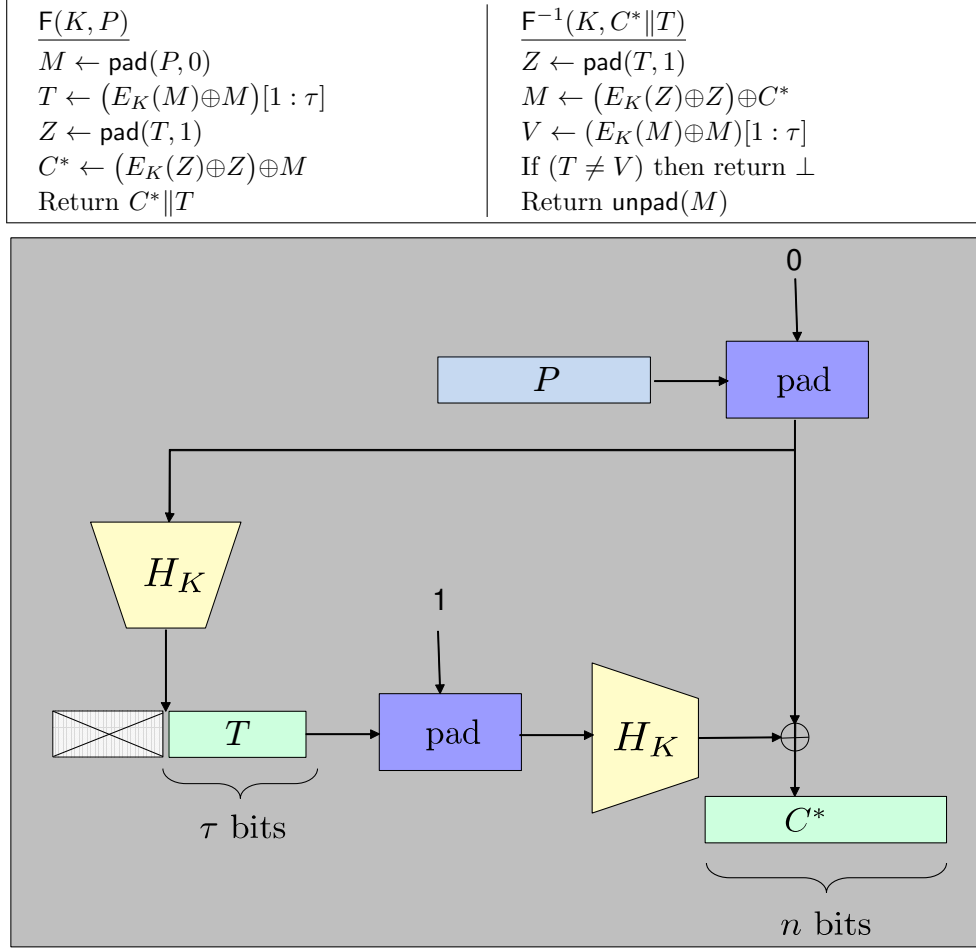 F(K, P)
M ← pad(P, 0)
T ← (E_K(M)⊕M)[1 : τ]
Z ← pad(T, 1)
C* ← (E_K(Z)⊕Z)⊕M
Return C*‖T
F⁻¹(K, C*‖T)
Z ← pad(T, 1)
M ← (E_K(Z)⊕Z)⊕C*
V ← (E_K(M)⊕M)[1 : τ]
If (T ≠ V) then return ⊥
Return unpad(M)
0
P
pad
H_K
1
T
pad
H_K
τ bits
C*
n bits